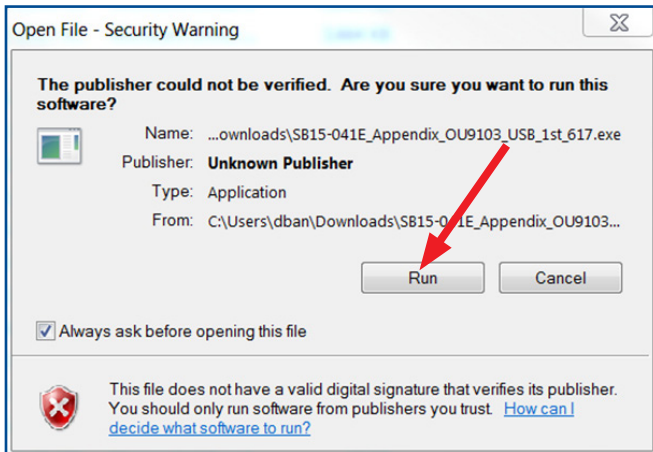 Open File - Security Warning
The publisher could not be verified. Are you sure you want to run this
software?
Name: ...ownloads\SB15-041E_Appendix_OU9103_USB_1st_617.exe
Publisher: Unknown Publisher
Type: Application
From: C:\Users\dban\Downloads\SB15-041E_Appendix_OU9103...
Run Cancel
Always ask before opening this file
This file does not have a valid digital signature that verifies its publisher.
You should only run software from publishers you trust. How can I
decide what software to run?